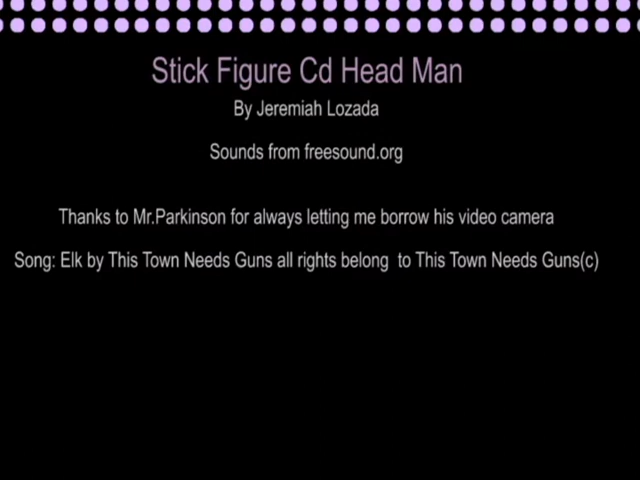 Stick Figure Cd Head Man
By Jeremiah Lozada
Sounds from freesound.org
Thanks to Mr.Parkinson for always letting me borrow his video camera
Song: Elk by This Town Needs Guns all rights belong  to This Town Needs Guns(c)